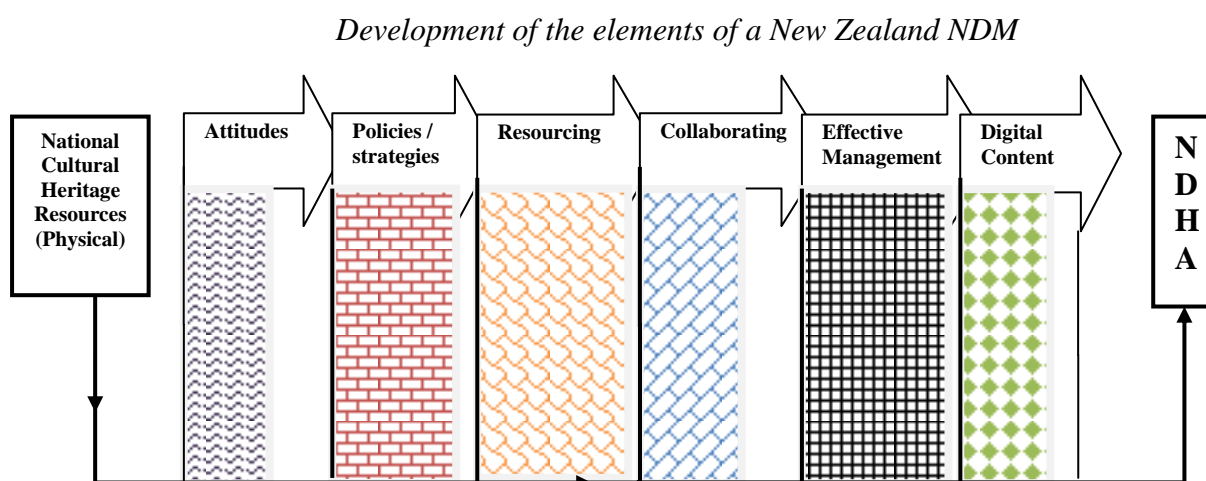 Development of the elements of a New Zealand NDM
National
Cultural
Heritage
Resources
(Physical)
Attitudes
Policies /
strategies
Resourcing
Collaborating
Effective
Management
Digital
Content
N
D
H
A